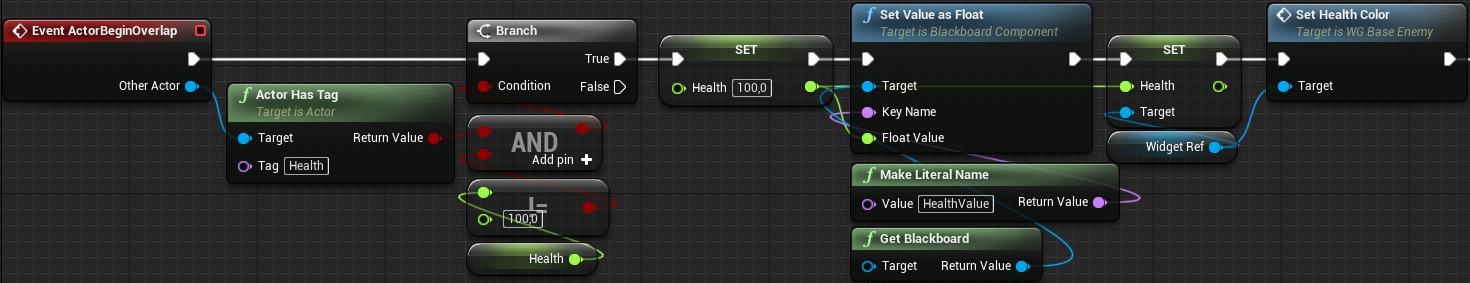 Event ActorBeginOverlap
Other Actor
f Actor Has Tag
Target is Actor
Target
Return Value
Tag Health
Branch
True
Condition
False
AND
Add pin +
!=
100,0
Health
SET
Health 100,0
f Set Value as Float
Target is Blackboard Component
Target
Key Name
Float Value
f Make Literal Name
Value HealthValue
Return Value
f Get Blackboard
Target
Return Value
SET
Health
Target
Widget Ref
Set Health Color
Target is WG Base Enemy
Target